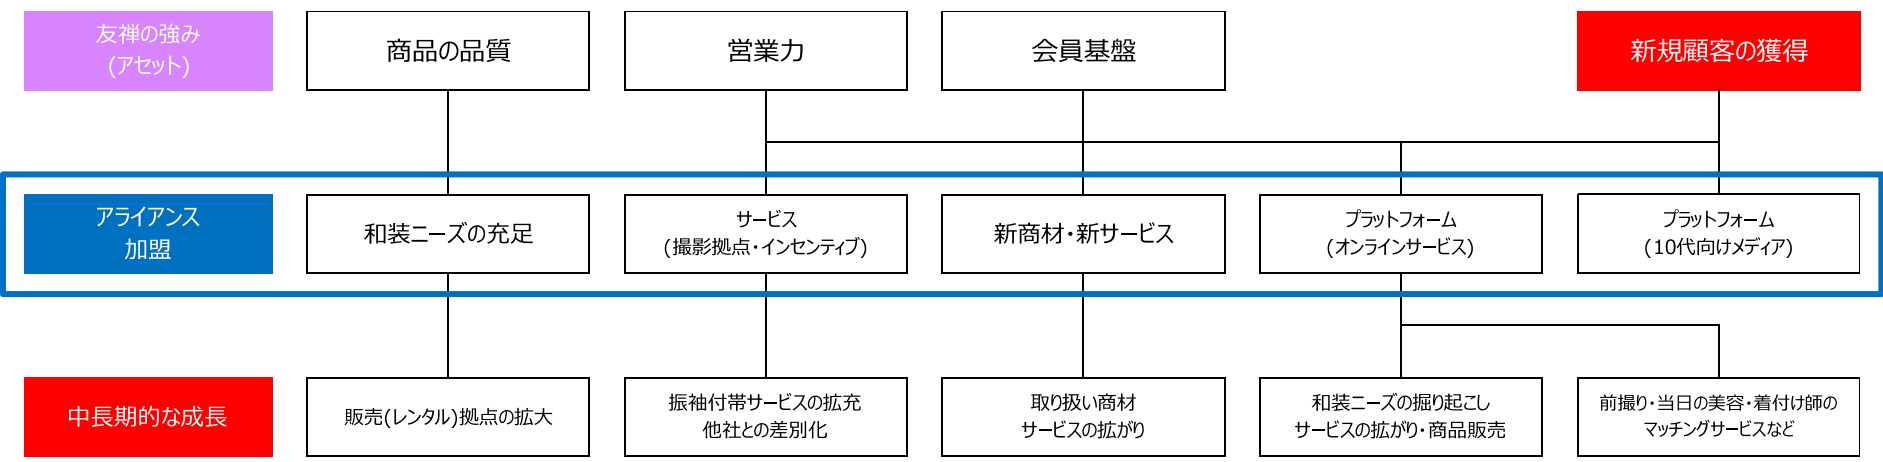 友禅の強み
(アセット)
商品の品質
営業力
会員基盤
新規顧客の獲得
アライアンス
加盟
和装ニーズの充足
サービス
(撮影拠点・インセンティブ)
新商材・新サービス
プラットフォーム
(オンラインサービス)
プラットフォーム
(10代向けメディア)
中長期的な成長
販売(レンタル)拠点の拡大
振袖付帯サービスの拡充
他社との差別化
取り扱い商材
サービスの拡がり
和装ニーズの掘り起こし
サービスの拡がり・商品販売
前撮り・当日の美容・着付け師の
マッチングサービスなど